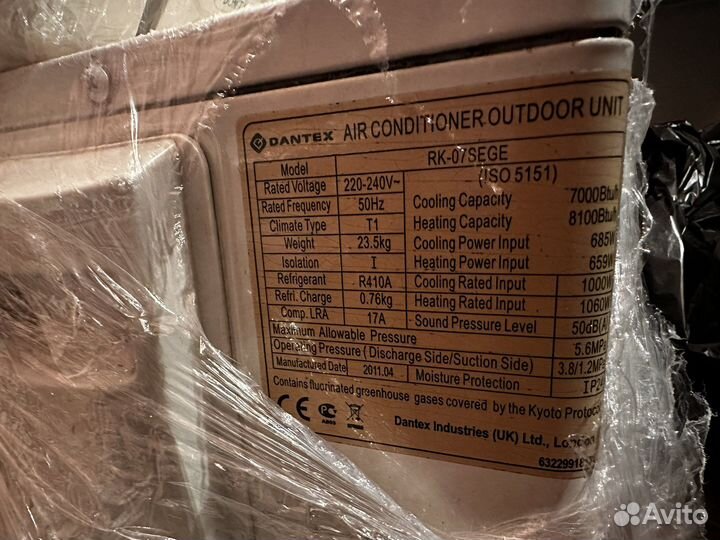 DANTEX AIR CONDITIONER OUTDOOR UNIT
Model RK-07SEGE
Rated Voltage 220-240V~ (ISO 5151)
Rated Frequency 50Hz Cooling Capacity 7000Btu/h
Climate Type T1 Heating Capacity 8100Btu/h
Weight 23.5kg Cooling Power Input 685W
Isolation I Heating Power Input 659W
Refrigerant R410A Cooling Rated Input 1000W
Refri. Charge 0.76kg Heating Rated Input 1060W
Comp. LRA 17A Sound Pressure Level 50dB(A)
Maximum Allowable Pressure 5.6MPa
Operating Pressure ( Discharge Side/Suction Side) 3.8/1.2MPa
Manufactured Date 2011.04 Moisture Protection IP24
Contains flucrinated greenhouse gases covered by the Kyoto Protoco
CE
Dantex Industries (UK) Ltd., London
Avito